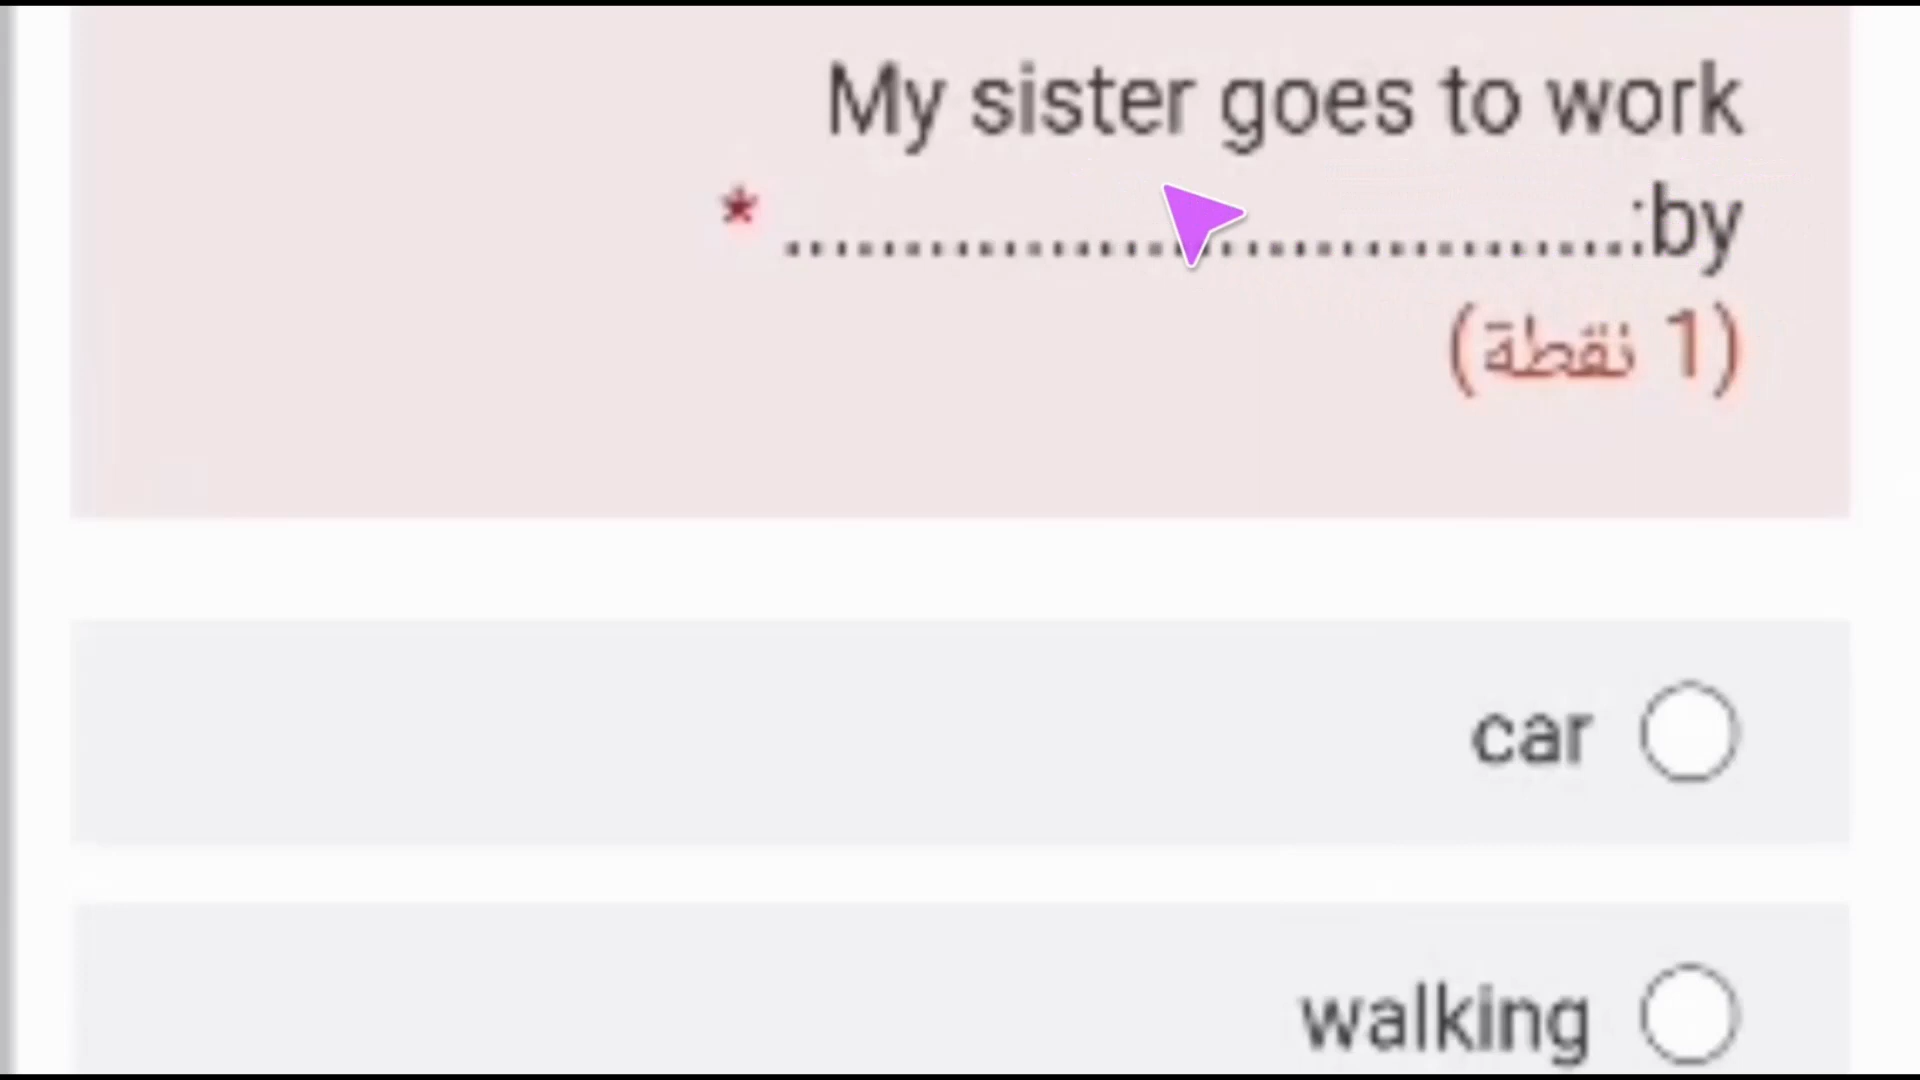 My sister goes to work
by:................................... *
(1 نقطة)
car
walking